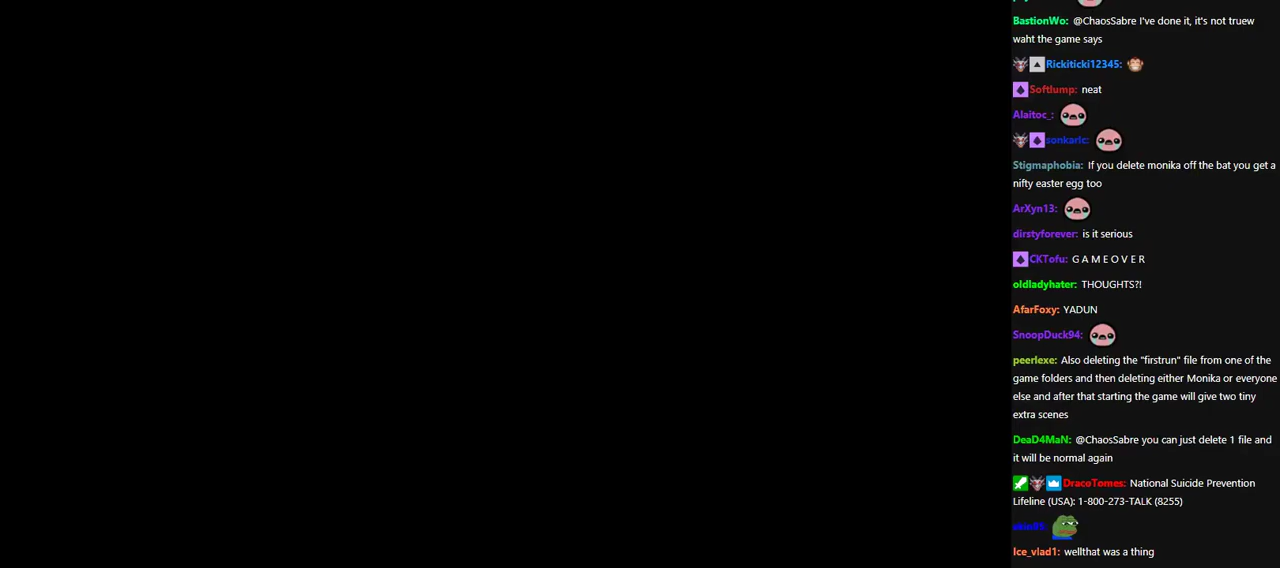 BastionWo: @ChaosSabre I've done it, it's not truew
waht the game says
Rickiticki12345:
Softlump: neat
Alaitoc_:
sonkarlc:
Stigmaphobia: If you delete monika off the bat you get a
nifty easter egg too
ArXyn13:
dirstyforever: is it serious
CKTofu: G A M E O V E R
oldladyhater: THOUGHTS?!
AfarFoxy: YADUN
SnoopDuck94:
peerlexe: Also deleting the "firstrun" file from one of the
game folders and then deleting either Monika or everyone
else and after that starting the game will give two tiny
extra scenes
DeaD4MaN: @ChaosSabre you can just delete 1 file and
it will be normal again
DracoTomes: National Suicide Prevention
Lifeline (USA): 1-800-273-TALK (8255)
Ice_vlad1: wellthat was a thing